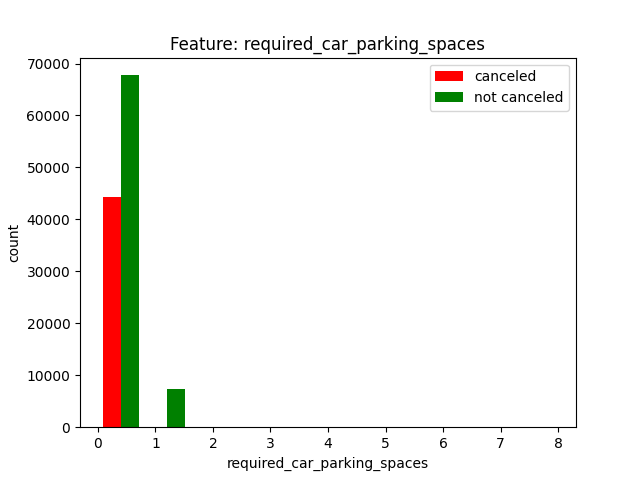 Feature: required_car_parking_spaces
canceled
not canceled
70000
60000
50000
40000
30000
20000
10000
0
count
0 1 2 3 4 5 6 7 8
required_car_parking_spaces